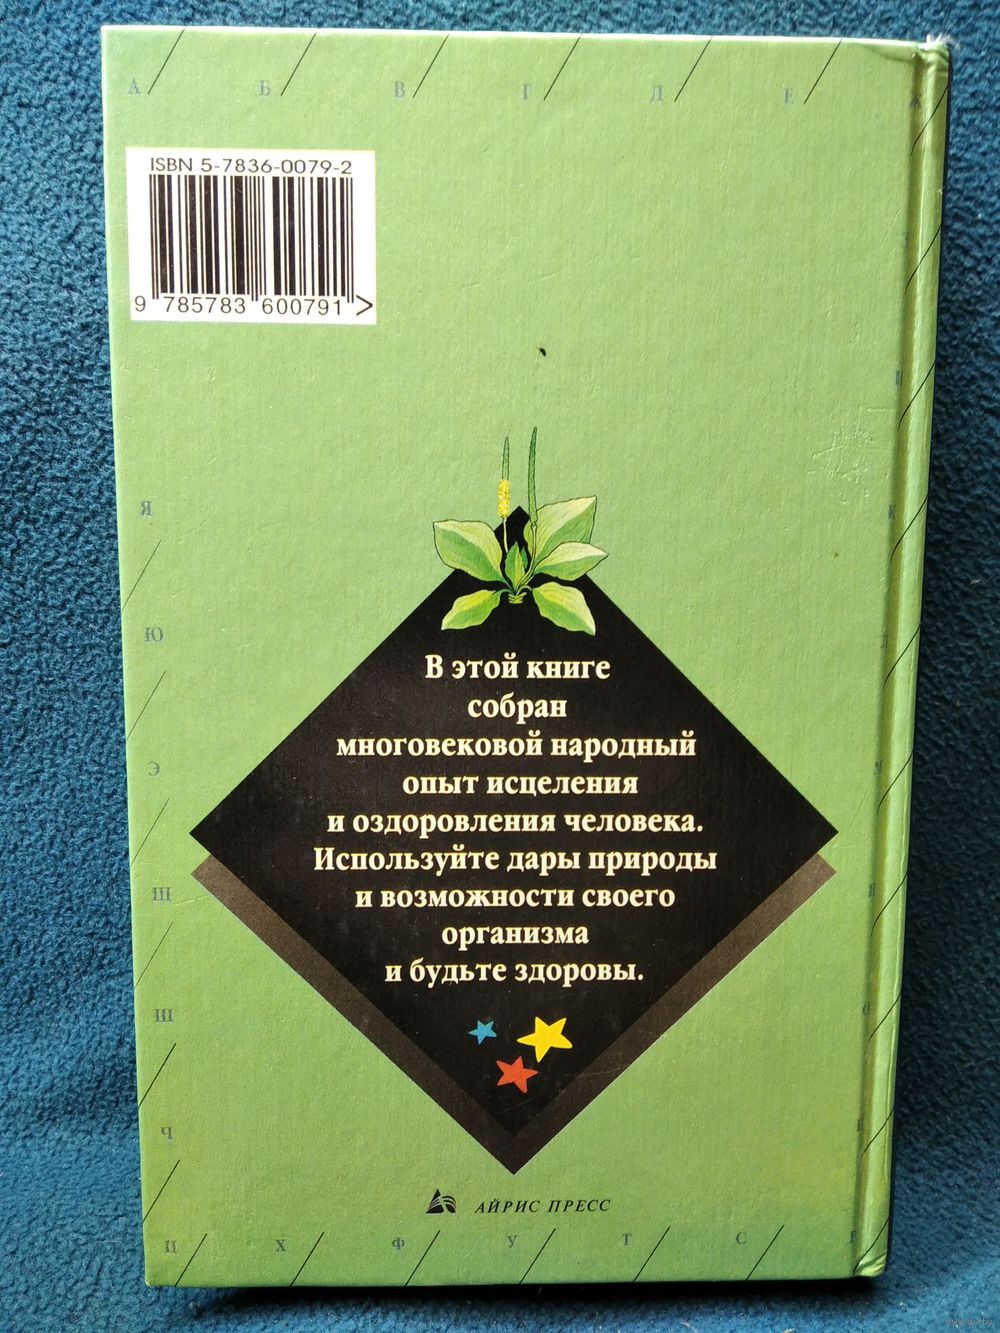 А Б В Г Д Е Ж
ISBN 5-7836-0079-2
9 785783 600791 >
Я
Ю
Э
Щ
Ш
Ч
В этой книге
собран
многовековой народный
опыт исцеления
и оздоровления человека.
Используйте дары природы
и возможности своего
организма
и будьте здоровы.
АЙРИС ПРЕСС
Ц Х Ф У Т С Р